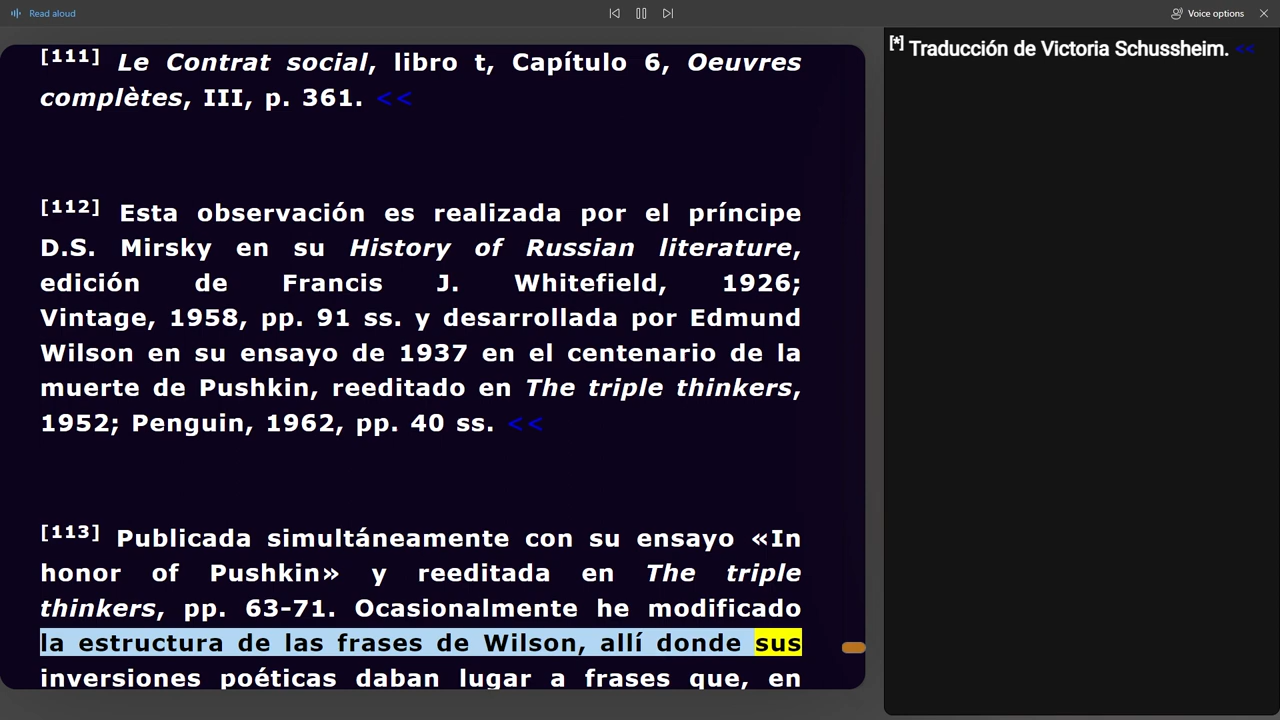 Read aloud
Voice options
[111] Le Contrat social, libro t, Capítulo 6, Oeuvres
complètes, III, p. 361. <<
[112] Esta observación es realizada por el príncipe
D.S. Mirsky en su History of Russian literature,
edición de Francis J. Whitefield, 1926;
Vintage, 1958, pp. 91 ss. y desarrollada por Edmund
Wilson en su ensayo de 1937 en el centenario de la
muerte de Pushkin, reeditado en The triple thinkers,
1952; Penguin, 1962, pp. 40 ss. <<
[113] Publicada simultáneamente con su ensayo «In
honor of Pushkin» y reeditada en The triple
thinkers, pp. 63-71. Ocasionalmente he modificado
la estructura de las frases de Wilson, allí donde sus
inversiones poéticas daban lugar a frases que, en
[*] Traducción de Victoria Schussheim. <<